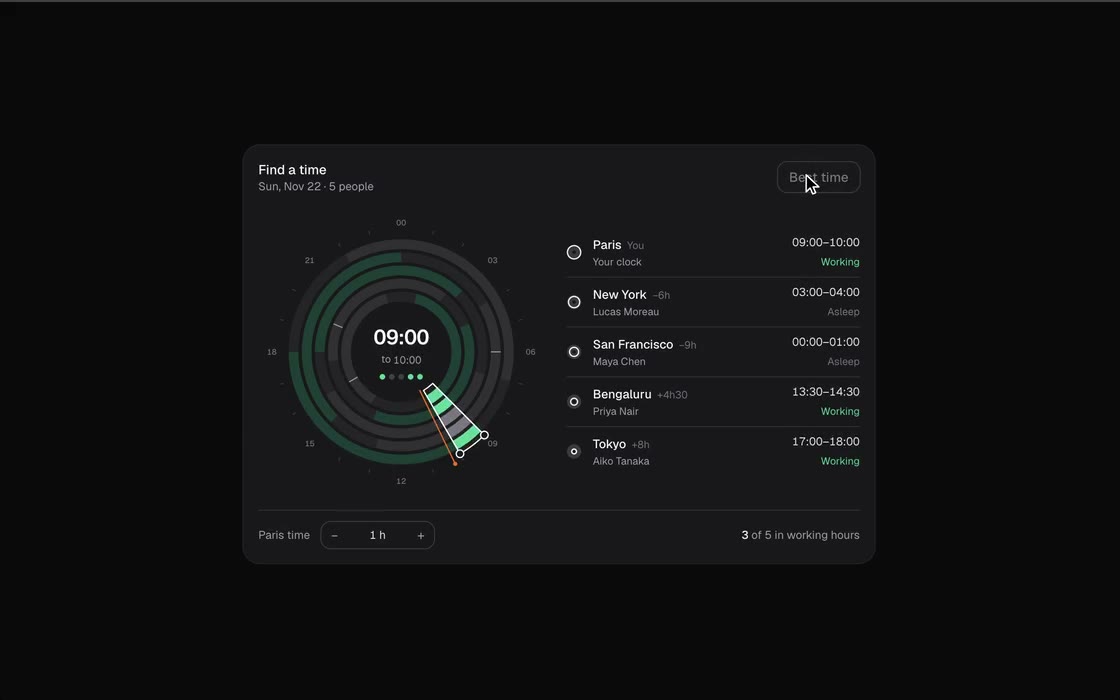 Find a time
Sun, Nov 22 · 5 people
Best time
00
03
06
09
12
15
18
21
09:00
to 10:00
Paris You
Your clock
09:00–10:00
Working
New York −6h
Lucas Moreau
03:00–04:00
Asleep
San Francisco −9h
Maya Chen
00:00–01:00
Asleep
Bengaluru +4h30
Priya Nair
13:30–14:30
Working
Tokyo +8h
Aiko Tanaka
17:00–18:00
Working
Paris time
− 1 h +
3 of 5 in working hours